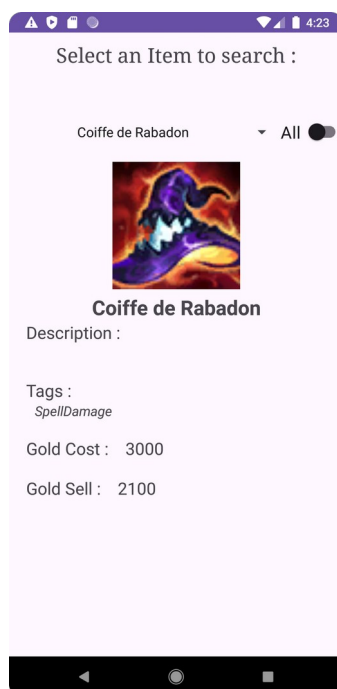 4:23
Select an Item to search :
Coiffe de Rabadon All
Coiffe de Rabadon
Description :
Tags :
SpellDamage
Gold Cost : 3000
Gold Sell : 2100